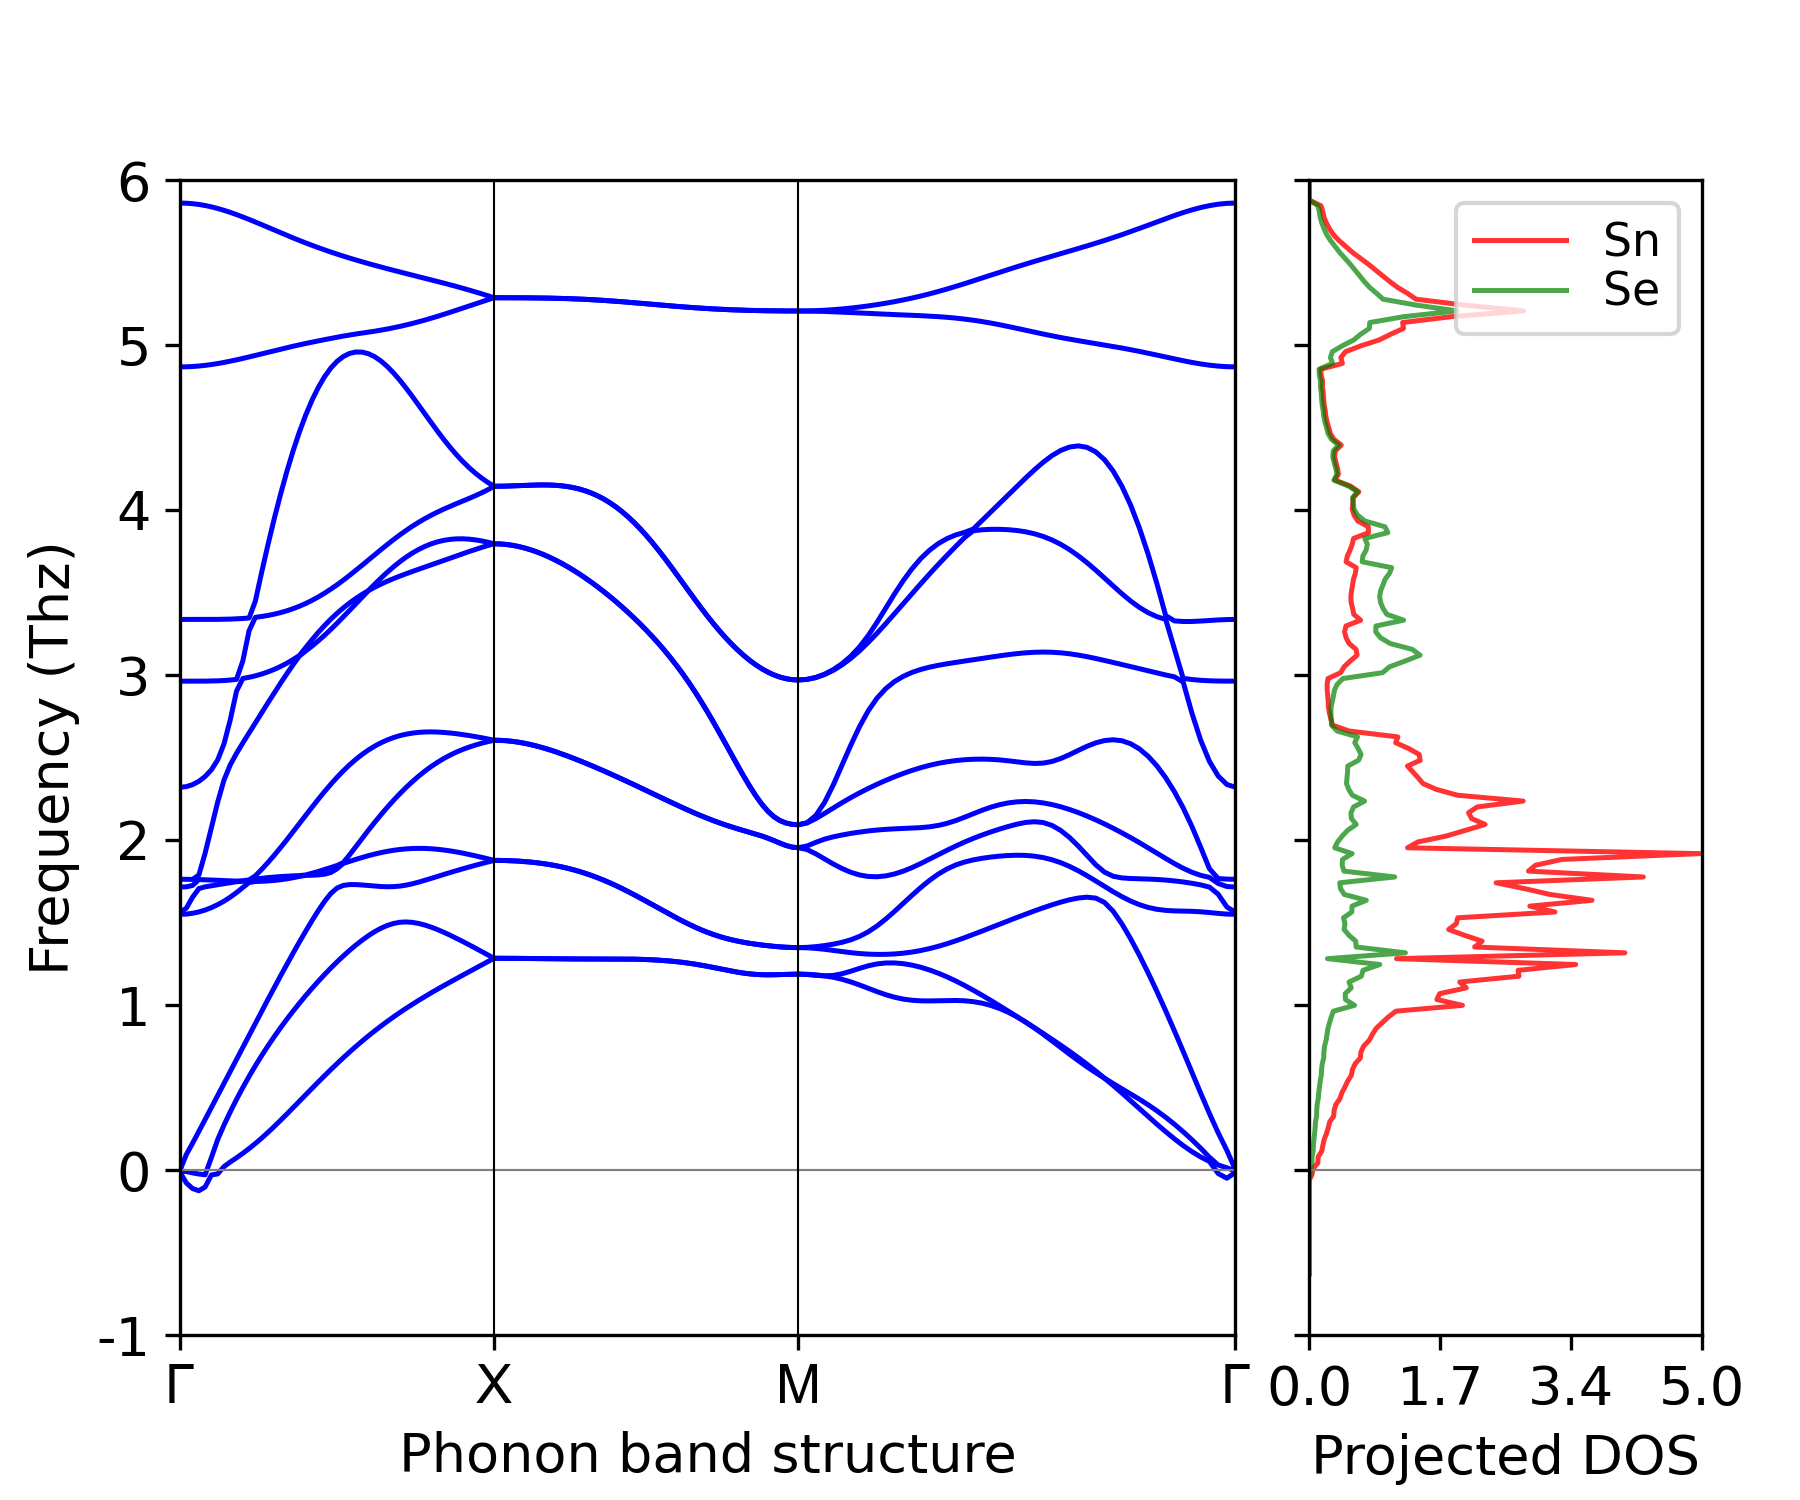 6
5
4
3
2
1
0
-1
Frequency (Thz)
Γ X M Γ
Phonon band structure
Sn
Se
0.0 1.7 3.4 5.0
Projected DOS